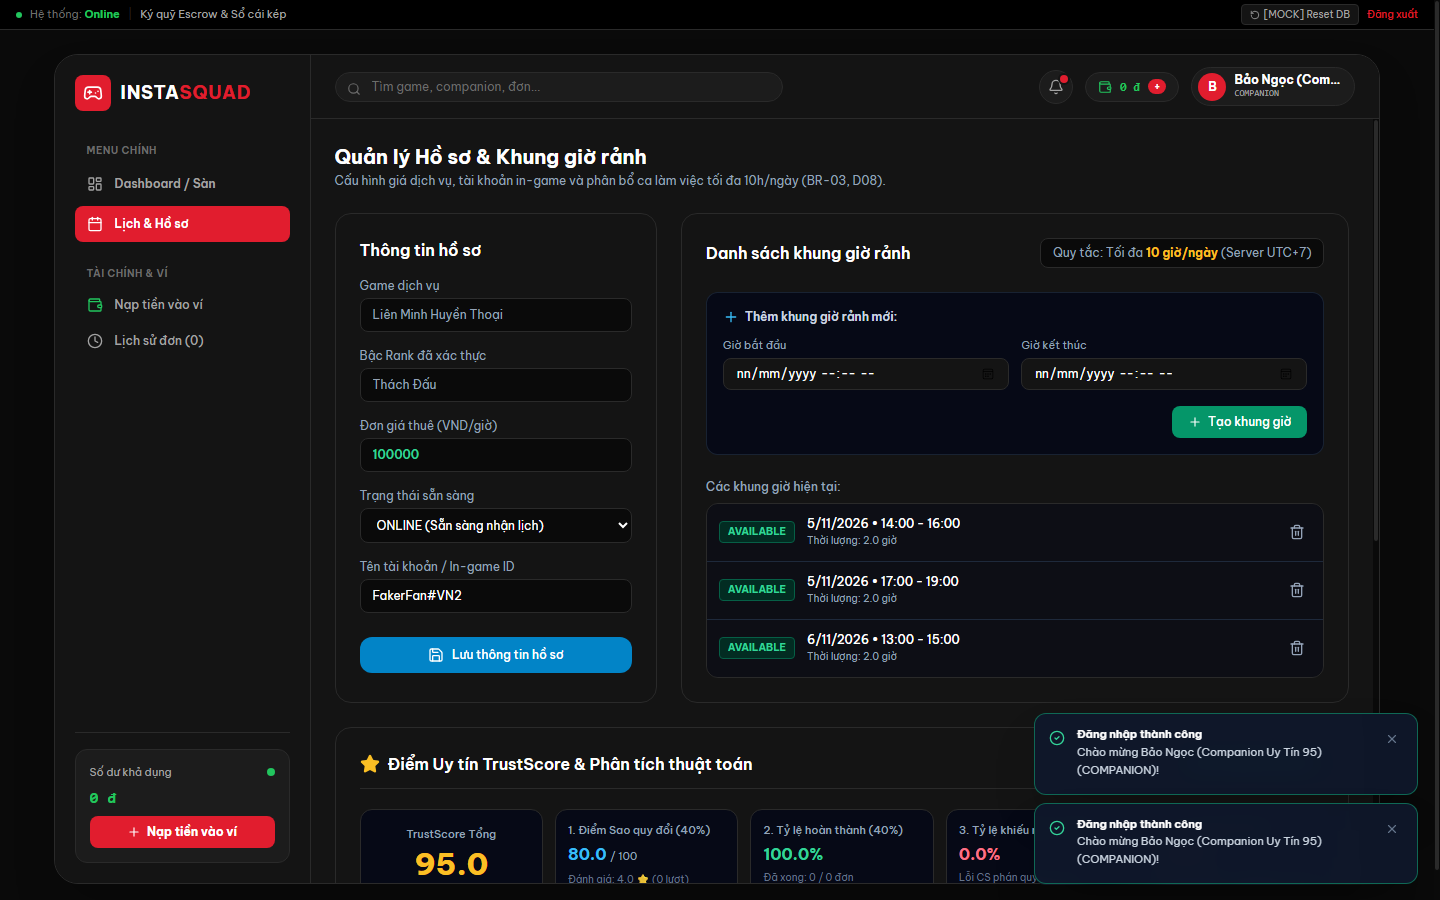 Hệ thống: Online
Ký quỹ Escrow & Sổ cái kép
[MOCK] Reset DB
Đăng xuất
INSTASQUAD
Tìm game, companion, đơn...
0 đ
+
B
Bảo Ngọc (Com...
COMPANION
MENU CHÍNH
Dashboard / Sàn
Lịch & Hồ sơ
TÀI CHÍNH & VÍ
Nạp tiền vào ví
Lịch sử đơn (0)
Số dư khả dụng
0 đ
Nạp tiền vào ví
Quản lý Hồ sơ & Khung giờ rảnh
Cấu hình giá dịch vụ, tài khoản in-game và phân bổ ca làm việc tối đa 10h/ngày (BR-03, D08).
Thông tin hồ sơ
Game dịch vụ
Liên Minh Huyền Thoại
Bậc Rank đã xác thực
Thách Đấu
Đơn giá thuê (VND/giờ)
100000
Trạng thái sẵn sàng
ONLINE (Sẵn sàng nhận lịch)
Tên tài khoản / In-game ID
FakerFan#VN2
Lưu thông tin hồ sơ
Danh sách khung giờ rảnh
Quy tắc: Tối đa 10 giờ/ngày (Server UTC+7)
Thêm khung giờ rảnh mới:
Giờ bắt đầu
Giờ kết thúc
nn/mm/yyyy --:-- --
nn/mm/yyyy --:-- --
Tạo khung giờ
Các khung giờ hiện tại:
AVAILABLE
5/11/2026 • 14:00 - 16:00
Thời lượng: 2.0 giờ
AVAILABLE
5/11/2026 • 17:00 - 19:00
Thời lượng: 2.0 giờ
AVAILABLE
6/11/2026 • 13:00 - 15:00
Thời lượng: 2.0 giờ
Điểm Uy tín TrustScore & Phân tích thuật toán
TrustScore Tổng
95.0
1. Điểm Sao quy đổi (40%)
80.0 / 100
Đánh giá: 4.0 ⭐ (0 lượt)
2. Tỷ lệ hoàn thành (40%)
100.0%
Đã xong: 0 / 0 đơn
3. Tỷ lệ khiếu
0.0%
Lỗi CS phán quy
Đăng nhập thành công
Chào mừng Bảo Ngọc (Companion Uy Tín 95)
(COMPANION)!
Đăng nhập thành công
Chào mừng Bảo Ngọc (Companion Uy Tín 95)
(COMPANION)!